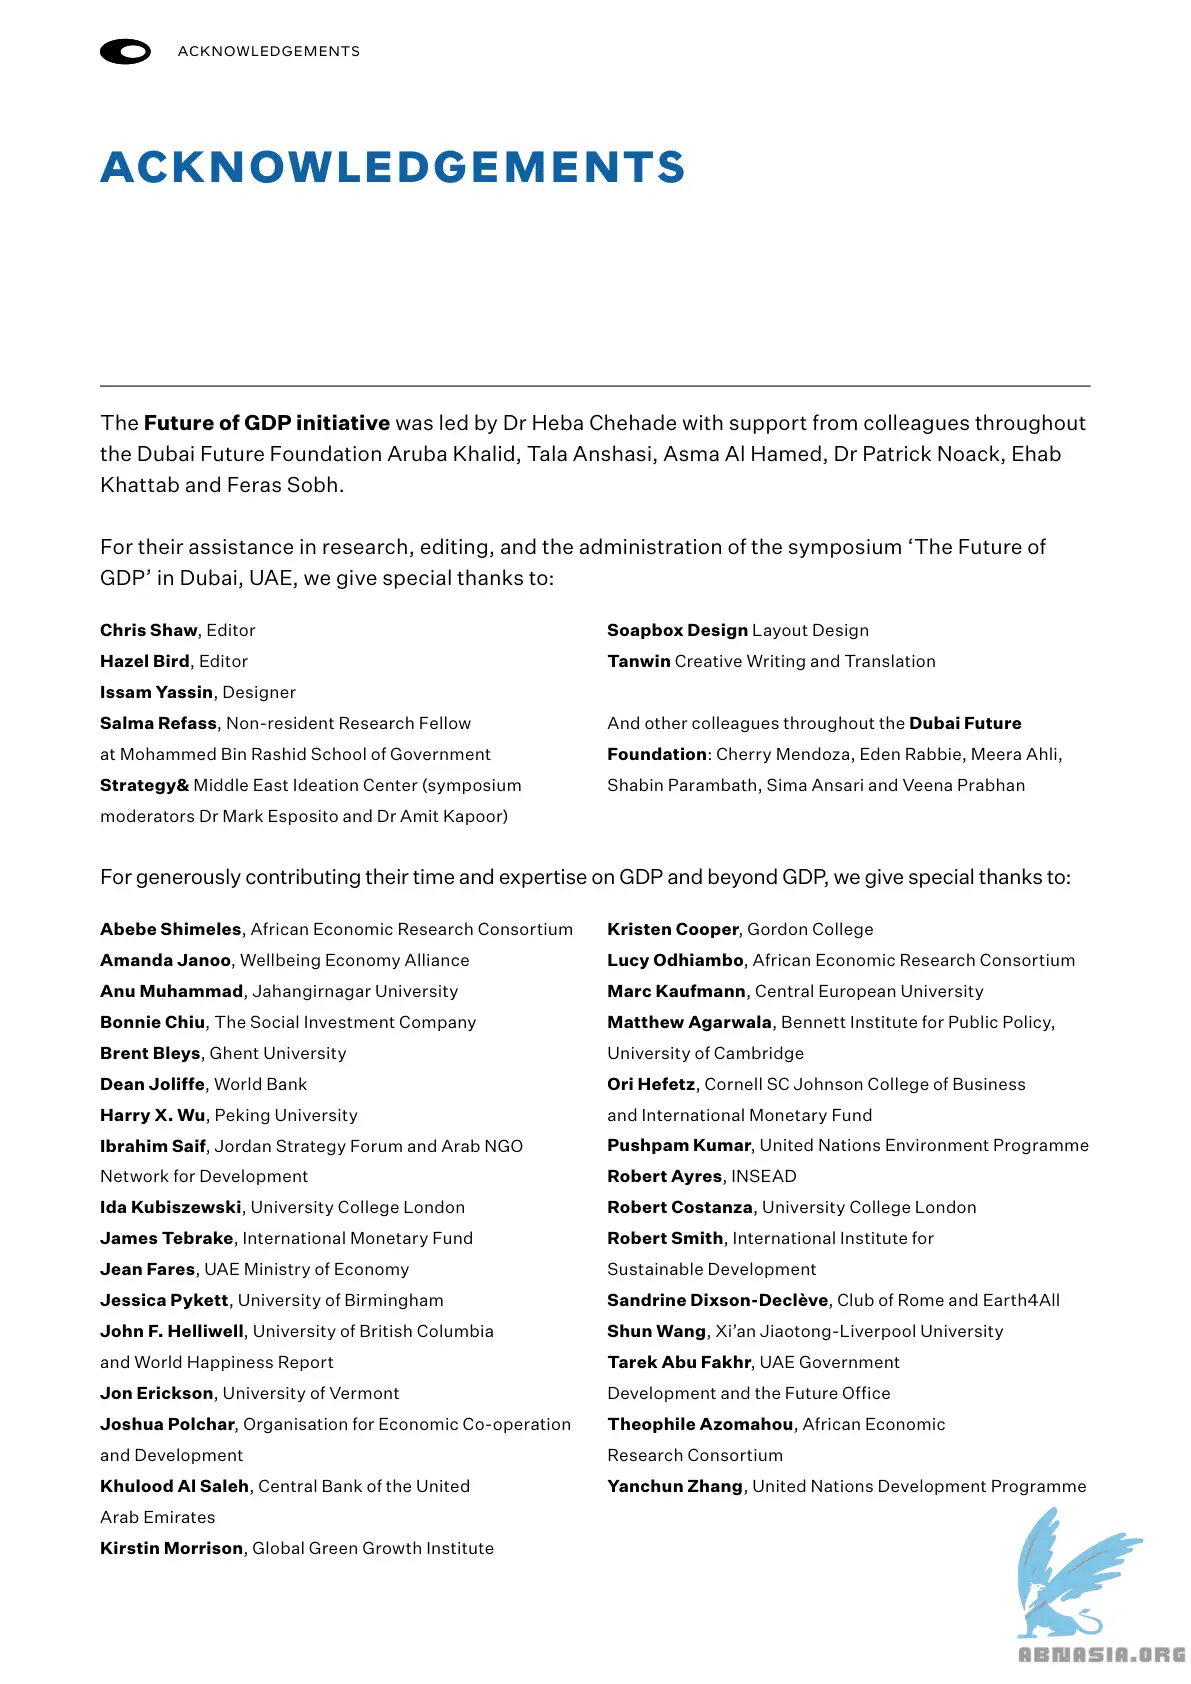 ACKNOWLEDGEMENTS
ACKNOWLEDGEMENTS
The Future of GDP initiative was led by Dr Heba Chehade with support from colleagues throughout
the Dubai Future Foundation Aruba Khalid, Tala Anshasi, Asma Al Hamed, Dr Patrick Noack, Ehab
Khattab and Feras Sobh.
For their assistance in research, editing, and the administration of the symposium ‘The Future of
GDP’ in Dubai, UAE, we give special thanks to:
Chris Shaw, Editor
Hazel Bird, Editor
Issam Yassin, Designer
Salma Refass, Non-resident Research Fellow
at Mohammed Bin Rashid School of Government
Strategy& Middle East Ideation Center (symposium
moderators Dr Mark Esposito and Dr Amit Kapoor)
Soapbox Design Layout Design
Tanwin Creative Writing and Translation
And other colleagues throughout the Dubai Future
Foundation: Cherry Mendoza, Eden Rabbie, Meera Ahli,
Shabin Parambath, Sima Ansari and Veena Prabhan
For generously contributing their time and expertise on GDP and beyond GDP, we give special thanks to:
Abebe Shimeles, African Economic Research Consortium
Amanda Janoo, Wellbeing Economy Alliance
Anu Muhammad, Jahangirnagar University
Bonnie Chiu, The Social Investment Company
Brent Bleys, Ghent University
Dean Joliffe, World Bank
Harry X. Wu, Peking University
Ibrahim Saif, Jordan Strategy Forum and Arab NGO
Network for Development
Ida Kubiszewski, University College London
James Tebrake, International Monetary Fund
Jean Fares, UAE Ministry of Economy
Jessica Pykett, University of Birmingham
John F. Helliwell, University of British Columbia
and World Happiness Report
Jon Erickson, University of Vermont
Joshua Polchar, Organisation for Economic Co-operation
and Development
Khulood Al Saleh, Central Bank of the United
Arab Emirates
Kirstin Morrison, Global Green Growth Institute
Kristen Cooper, Gordon College
Lucy Odhiambo, African Economic Research Consortium
Marc Kaufmann, Central European University
Matthew Agarwala, Bennett Institute for Public Policy,
University of Cambridge
Ori Hefetz, Cornell SC Johnson College of Business
and International Monetary Fund
Pushpam Kumar, United Nations Environment Programme
Robert Ayres, INSEAD
Robert Costanza, University College London
Robert Smith, International Institute for
Sustainable Development
Sandrine Dixson-Declève, Club of Rome and Earth4All
Shun Wang, Xi’an Jiaotong-Liverpool University
Tarek Abu Fakhr, UAE Government
Development and the Future Office
Theophile Azomahou, African Economic
Research Consortium
Yanchun Zhang, United Nations Development Programme
ABNASIA.ORG